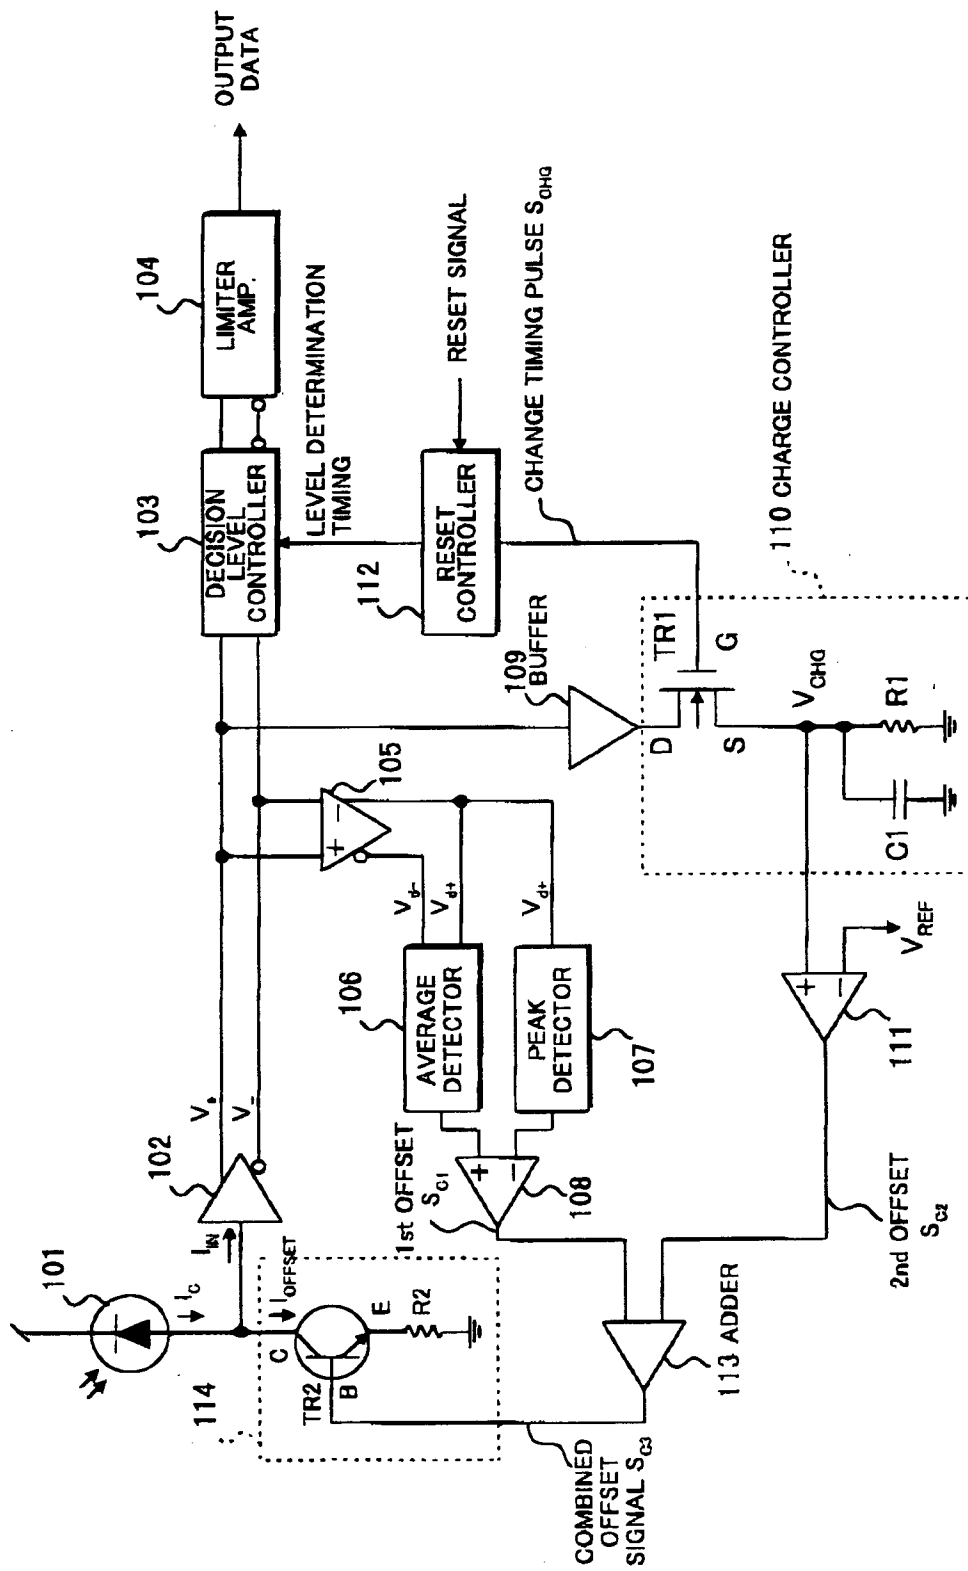 101
I_C
I_IN
102
V_+
V_-
103
DECISION
LEVEL
CONTROLLER
104
LIMITER
AMP.
OUTPUT
DATA
114
I_OFFSET
C
TR2
B
E
R2
1st OFFSET
S_C1
+
−
108
106
AVERAGE
DETECTOR
PEAK
DETECTOR
107
V_d-
V_d+
V_d+
+
−
105
109
BUFFER
112
RESET
CONTROLLER
LEVEL DETERMINATION
TIMING
RESET SIGNAL
CHANGE TIMING PULSE S_CHG
110 CHARGE CONTROLLER
TR1
D
G
S
V_CHG
R1
C1
+
−
V_REF
111
2nd OFFSET
S_C2
113 ADDER
COMBINED
OFFSET
SIGNAL S_C3